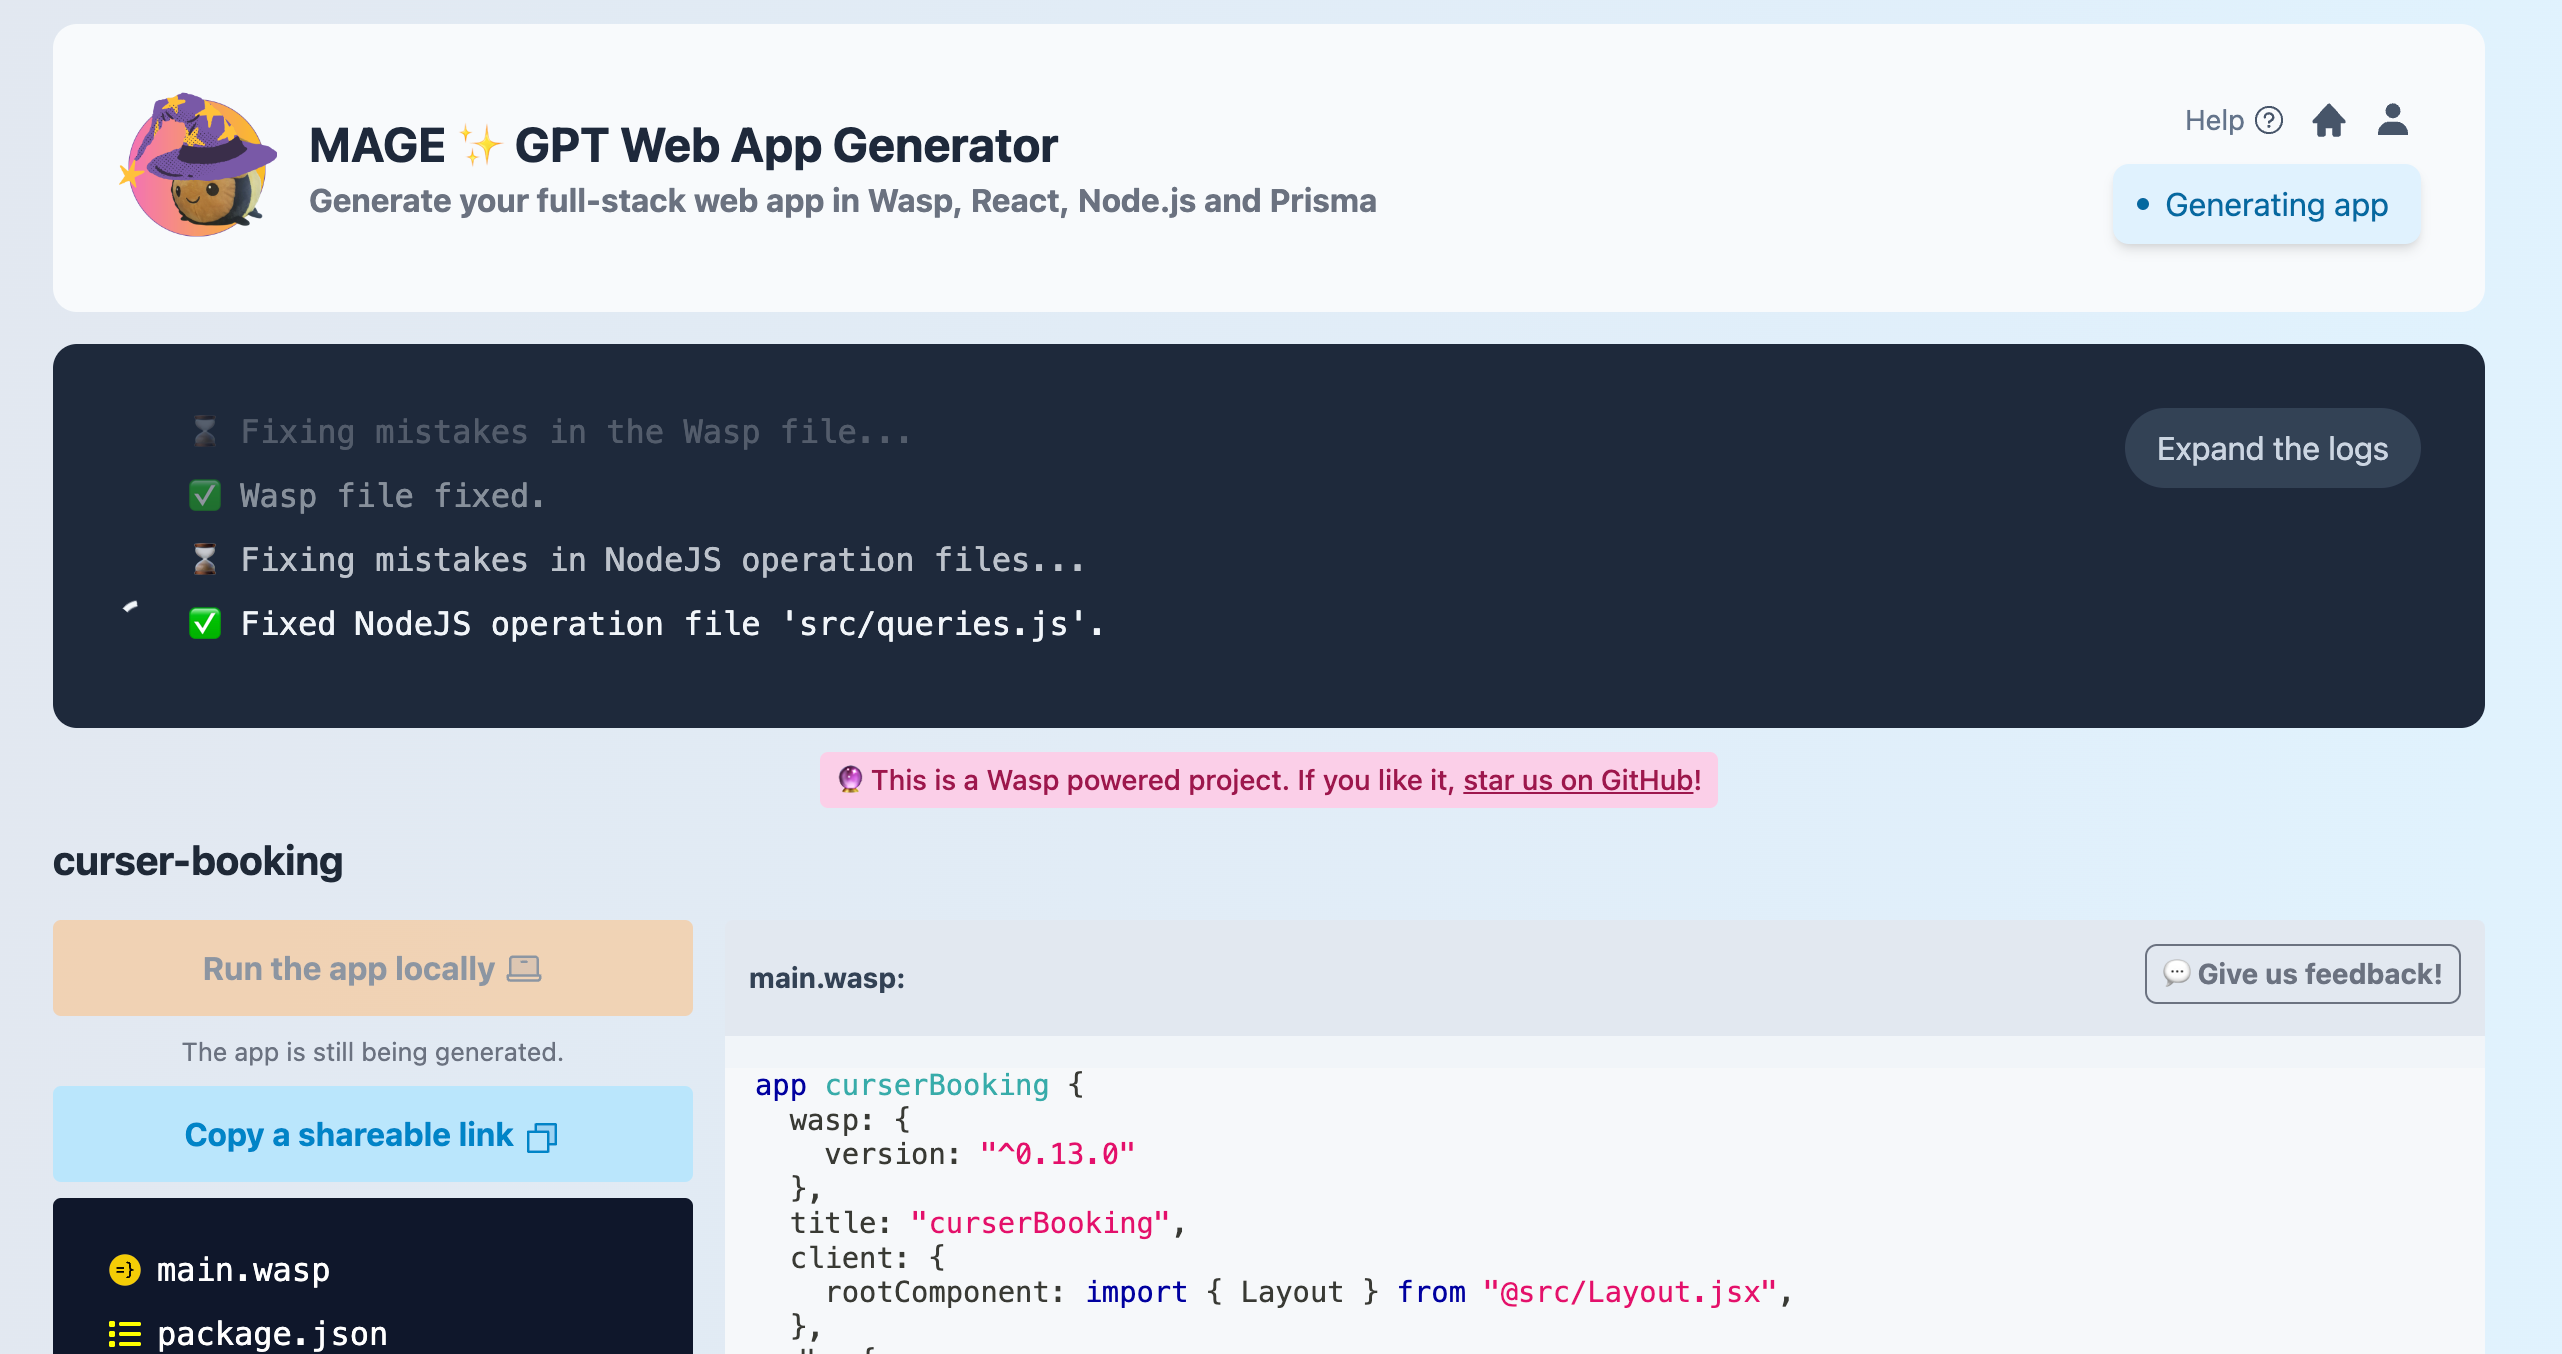 MAGE ✨ GPT Web App Generator
Generate your full-stack web app in Wasp, React, Node.js and Prisma
Help ?
Generating app
⏳ Fixing mistakes in the Wasp file...
✅ Wasp file fixed.
⏳ Fixing mistakes in NodeJS operation files...
✅ Fixed NodeJS operation file 'src/queries.js'.
Expand the logs
🔮 This is a Wasp powered project. If you like it, star us on GitHub!
curser-booking
Run the app locally
The app is still being generated.
Copy a shareable link
=} main.wasp
package.json
main.wasp:
💬 Give us feedback!
app curserBooking {
  wasp: {
    version: "^0.13.0"
  },
  title: "curserBooking",
  client: {
    rootComponent: import { Layout } from "@src/Layout.jsx",
  },